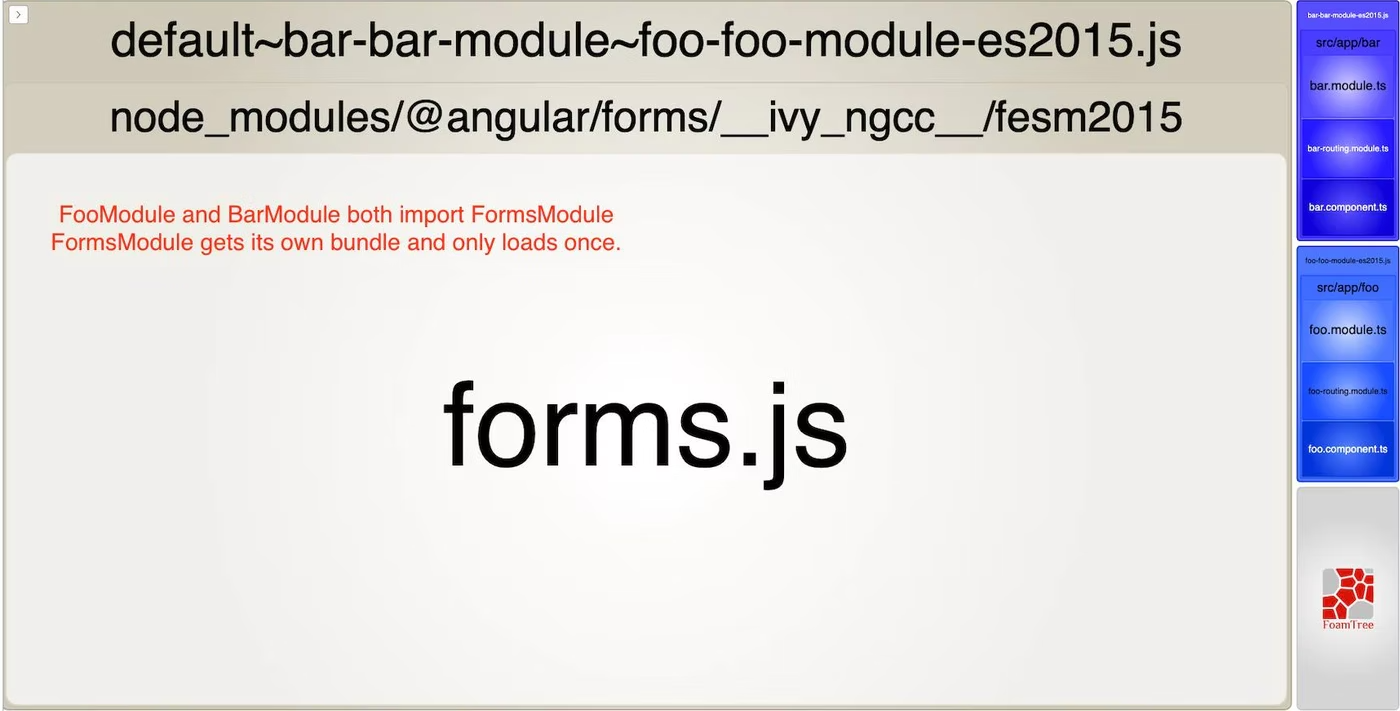 default~bar-bar-module~foo-foo-module-es2015.js
node_modules/@angular/forms/__ivy_ngcc__/fesm2015
FooModule and BarModule both import FormsModule
FormsModule gets its own bundle and only loads once.
forms.js
bar-bar-module-es2015.js
src/app/bar
bar.module.ts
bar-routing.module.ts
bar.component.ts
foo-foo-module-es2015.js
src/app/foo
foo.module.ts
foo-routing.module.ts
foo.component.ts
FoamTree